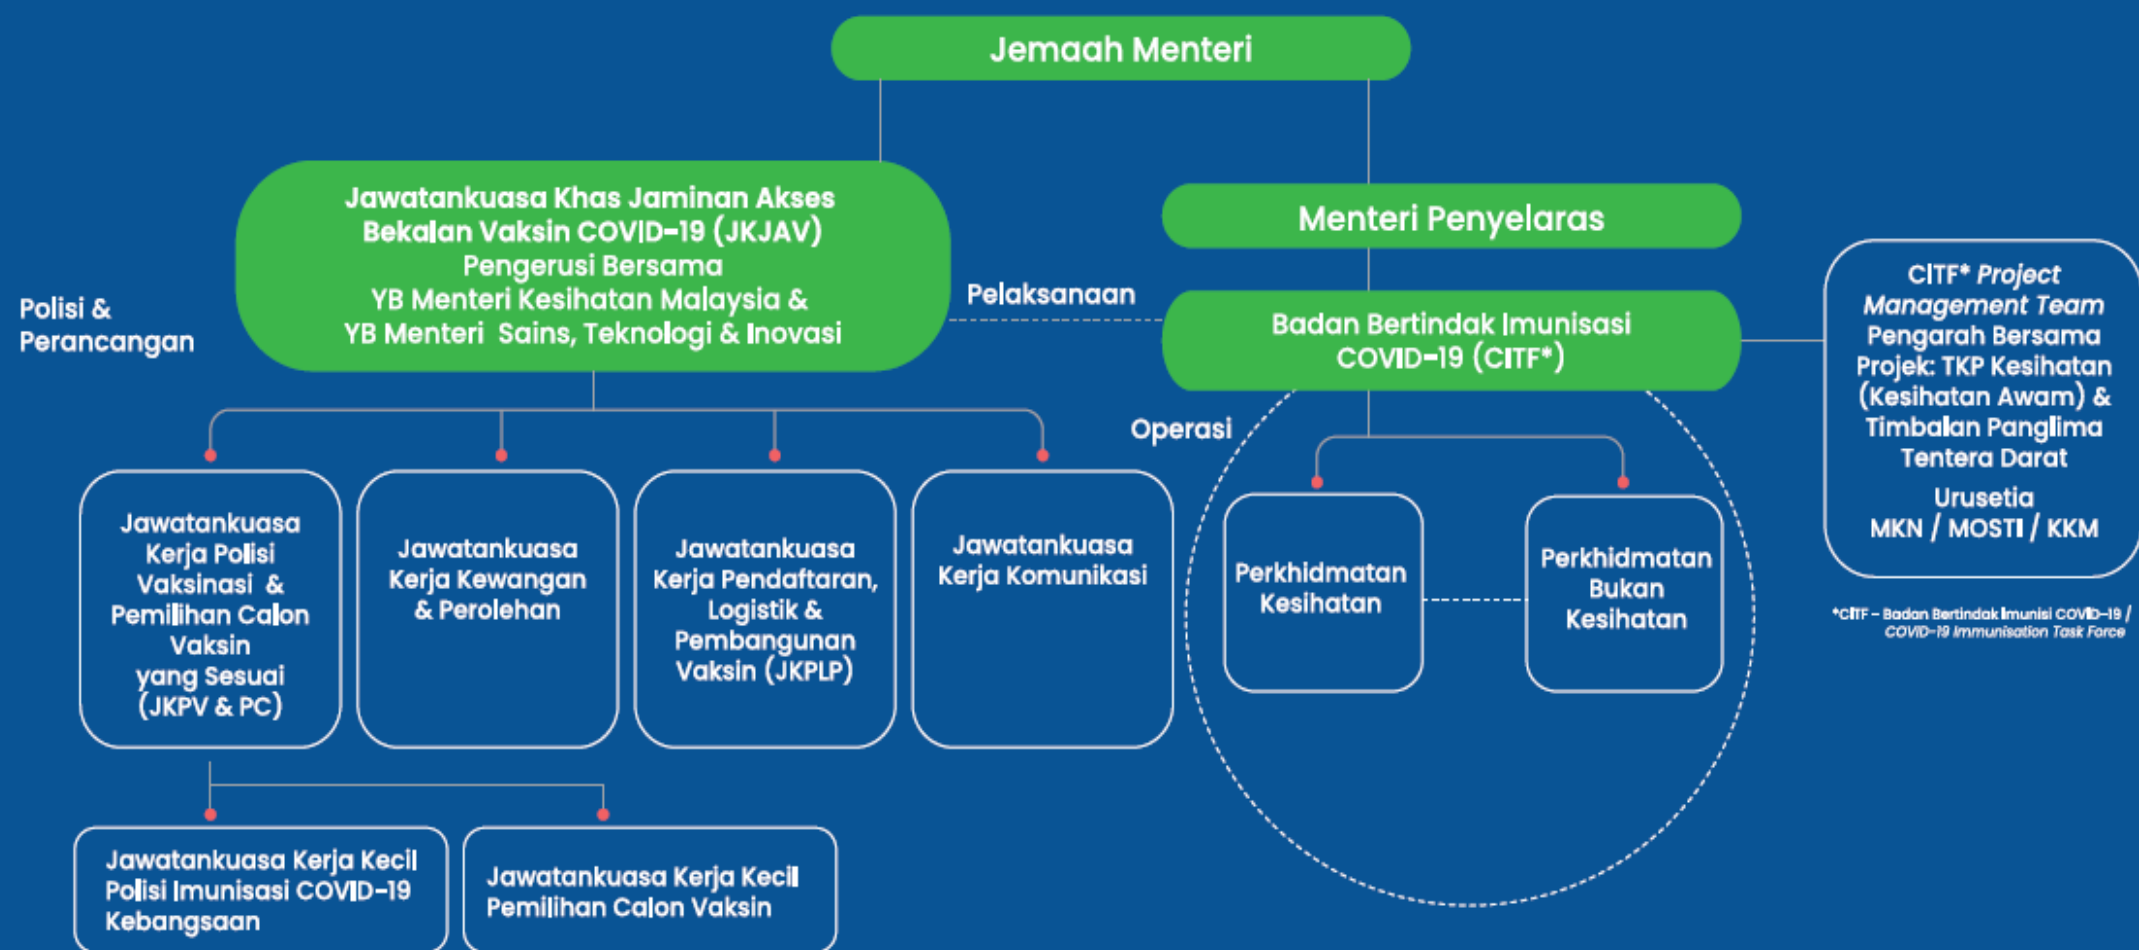 Jemaah Menteri
Jawatankuasa Khas Jaminan Akses
Bekalan Vaksin COVID-19 (JKJAV)
Pengerusi Bersama
YB Menteri Kesihatan Malaysia &
YB Menteri Sains, Teknologi & Inovasi
Menteri Penyelaras
Polisi &
Perancangan
Pelaksanaan
Badan Bertindak Imunisasi
COVID-19 (CITF*)
CITF* Project
Management Team
Pengarah Bersama
Projek: TKP Kesihatan
(Kesihatan Awam) &
Timbalan Panglima
Tentera Darat
Urusetia
MKN / MOSTI / KKM
Operasi
Jawatankuasa
Kerja Polisi
Vaksinasi &
Pemilihan Calon
Vaksin
yang Sesuai
(JKPV & PC)
Jawatankuasa
Kerja Kewangan
& Perolehan
Jawatankuasa
Kerja Pendaftaran,
Logistik &
Pembangunan
Vaksin (JKPLP)
Jawatankuasa
Kerja Komunikasi
Perkhidmatan
Kesihatan
Perkhidmatan
Bukan
Kesihatan
*CITF - Badan Bertindak Imunisi COVID-19 /
COVID-19 Immunisation Task Force
Jawatankuasa Kerja Kecil
Polisi Imunisasi COVID-19
Kebangsaan
Jawatankuasa Kerja Kecil
Pemilihan Calon Vaksin